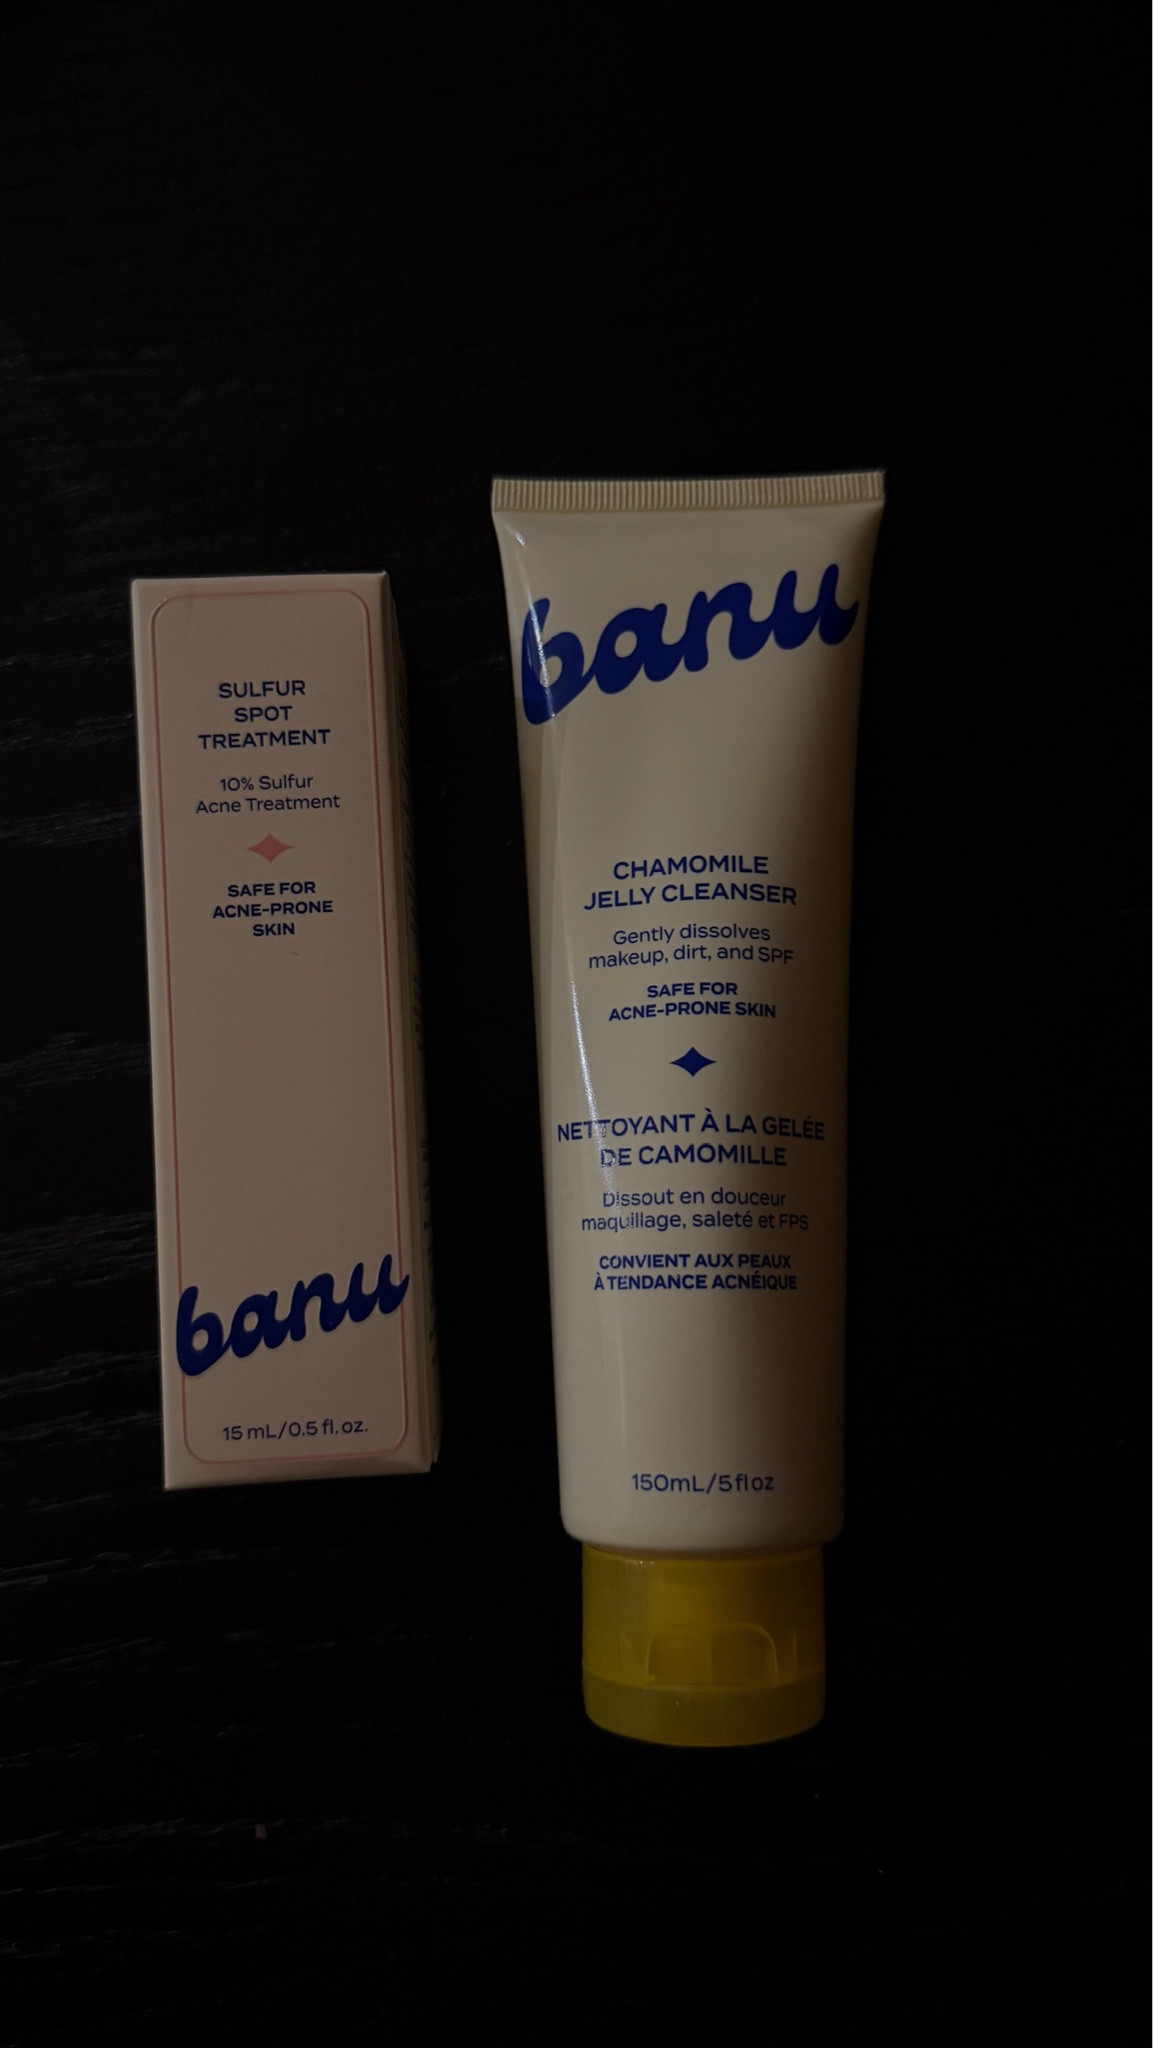 SULFUR
SPOT
TREATMENT
10% Sulfur
Acne Treatment
SAFE FOR
ACNE-PRONE
SKIN
banu
15 mL/0.5 fl. oz.
banu
CHAMOMILE
JELLY CLEANSER
Gently dissolves
makeup, dirt, and SPF
SAFE FOR
ACNE-PRONE SKIN
NETTOYANT À LA GELÉE
DE CAMOMILLE
Dissout en douceur
maquillage, saleté et FPS
CONVIENT AUX PEAUX
À TENDANCE ACNÉIQUE
150mL/5floz